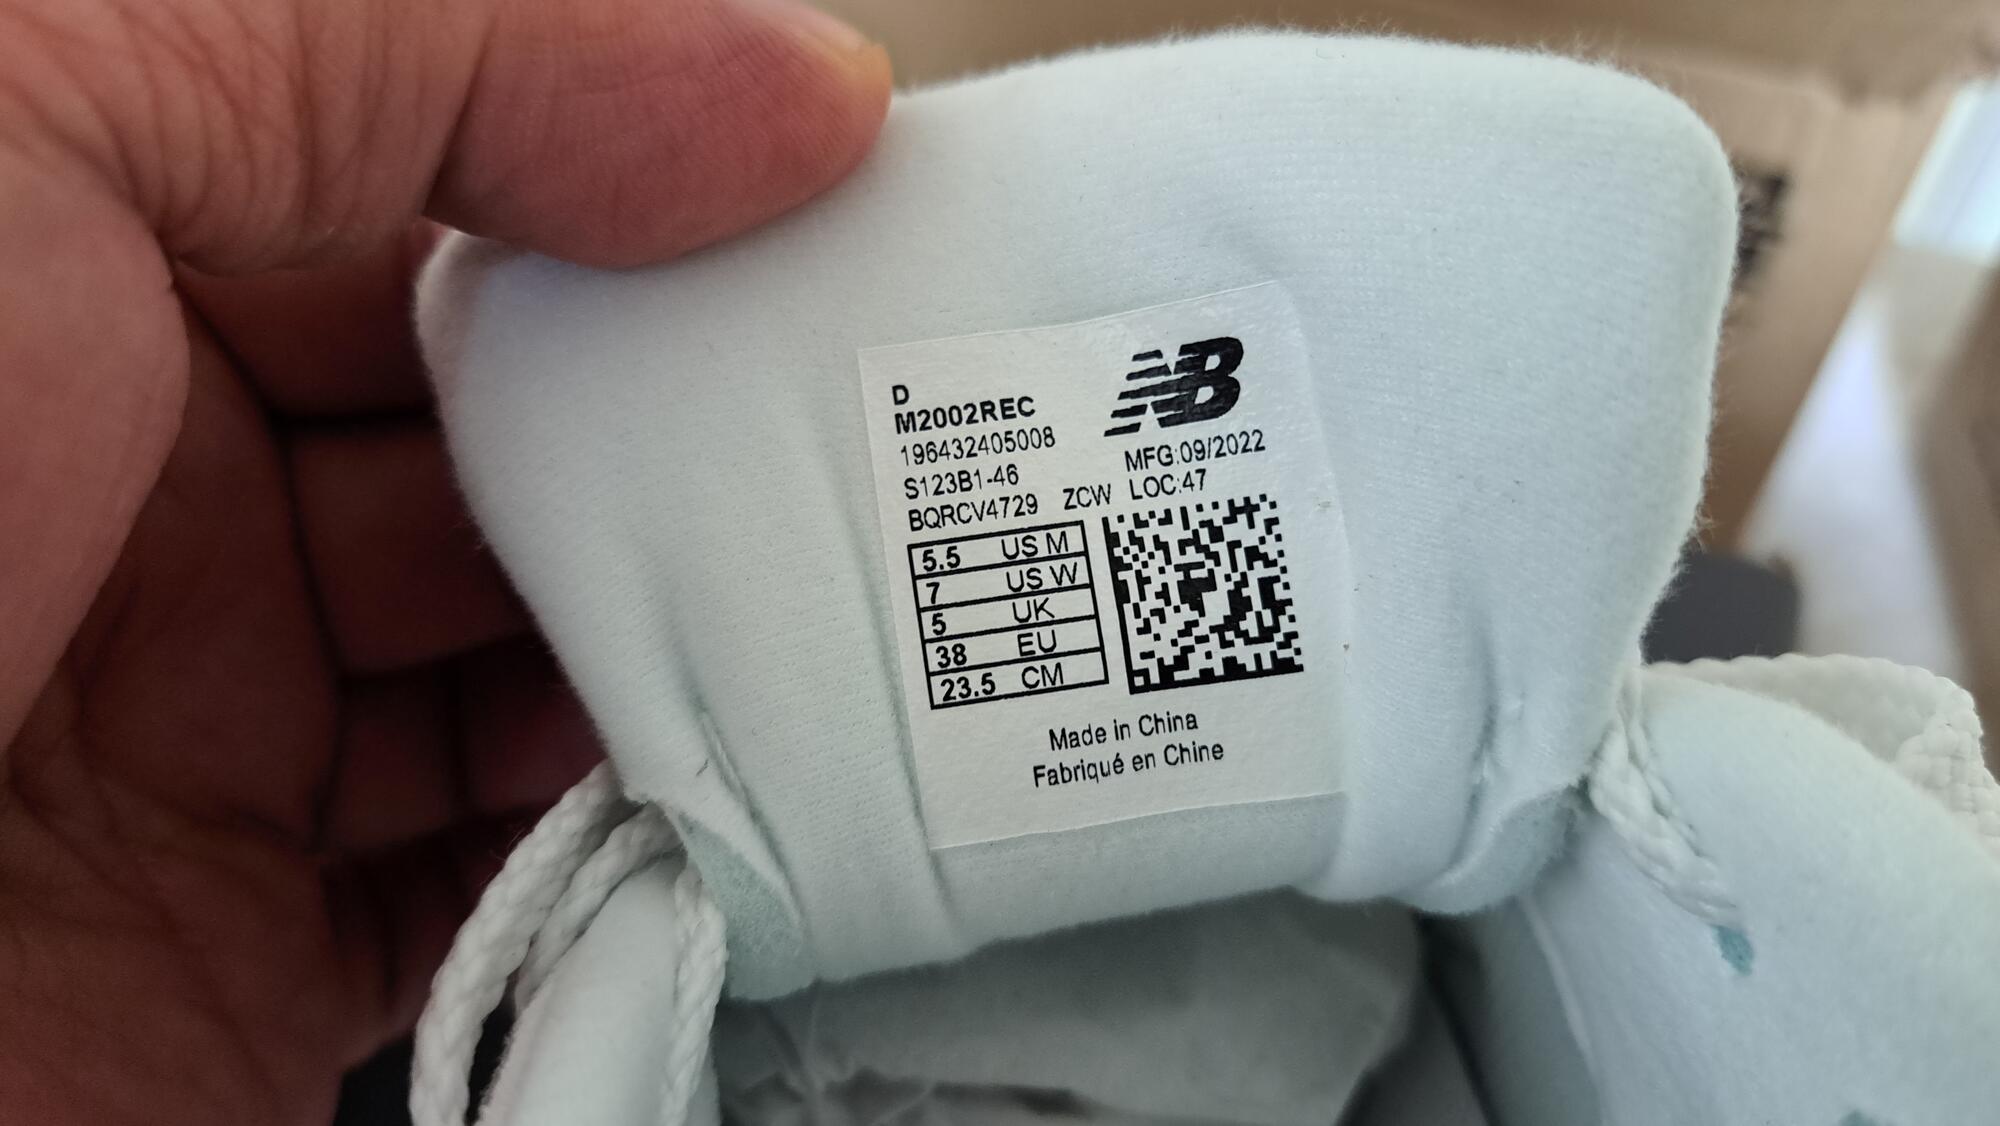 D
M2002REC
NB
196432405008
MFG:09/2022
S123B1-46
BQRCV4729 ZCW LOC:47
5.5 US M
7 US W
5 UK
38 EU
23.5 CM
Made in China
Fabriqué en Chine